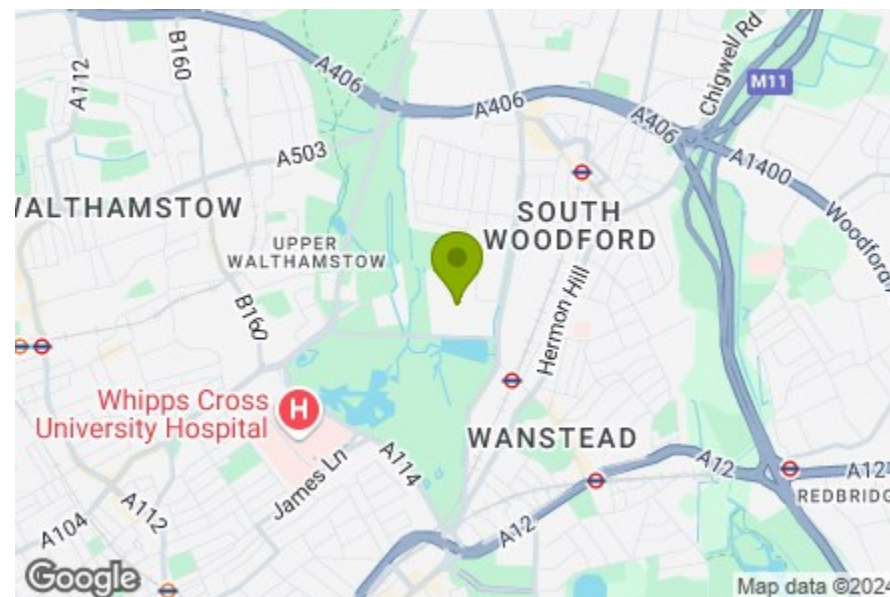 A112
B160
A406
Chigwell Rd
M11
A406
A406
A1400
A503
Woodford
WALTHAMSTOW
SOUTH
WOODFORD
UPPER
WALTHAMSTOW
B160
Hermon Hill
Whipps Cross
University Hospital
H
WANSTEAD
James Ln
A114
A12
A12
REDBRIDG
A112
A104
A12
Google
Map data ©2024